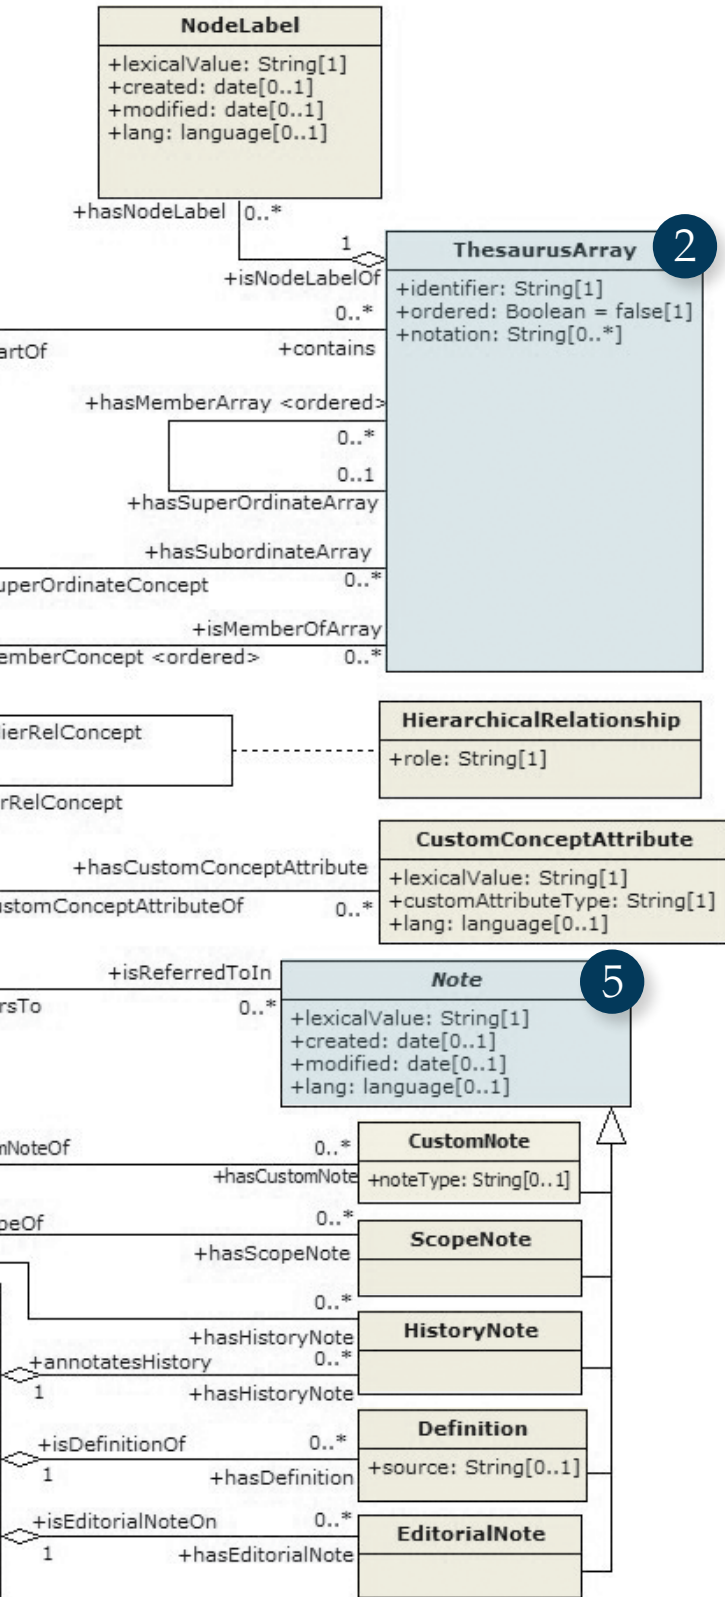 NodeLabel
+lexicalValue: String[1]
+created: date[0..1]
+modified: date[0..1]
+lang: language[0..1]
+hasNodeLabel 0..*
1
+isNodeLabelOf
ThesaurusArray
2
+identifier: String[1]
+ordered: Boolean = false[1]
+notation: String[0..*]
0..*
artOf
+contains
+hasMemberArray <ordered>
0..*
0..1
+hasSuperOrdinateArray
+hasSubordinateArray
uperOrdinateConcept
0..*
+isMemberOfArray
emberConcept <ordered>
0..*
ierRelConcept
HierarchicalRelationship
+role: String[1]
rRelConcept
+hasCustomConceptAttribute
ustomConceptAttributeOf
0..*
CustomConceptAttribute
+lexicalValue: String[1]
+customAttributeType: String[1]
+lang: language[0..1]
+isReferredToIn
rsTo
0..*
Note
5
+lexicalValue: String[1]
+created: date[0..1]
+modified: date[0..1]
+lang: language[0..1]
mNoteOf
0..*
+hasCustomNote
CustomNote
+noteType: String[0..1]
peOf
0..*
+hasScopeNote
ScopeNote
0..*
+hasHistoryNote
HistoryNote
+annotatesHistory
0..*
1
+hasHistoryNote
+isDefinitionOf
0..*
1
+hasDefinition
Definition
+source: String[0..1]
+isEditorialNoteOn
0..*
1
+hasEditorialNote
EditorialNote